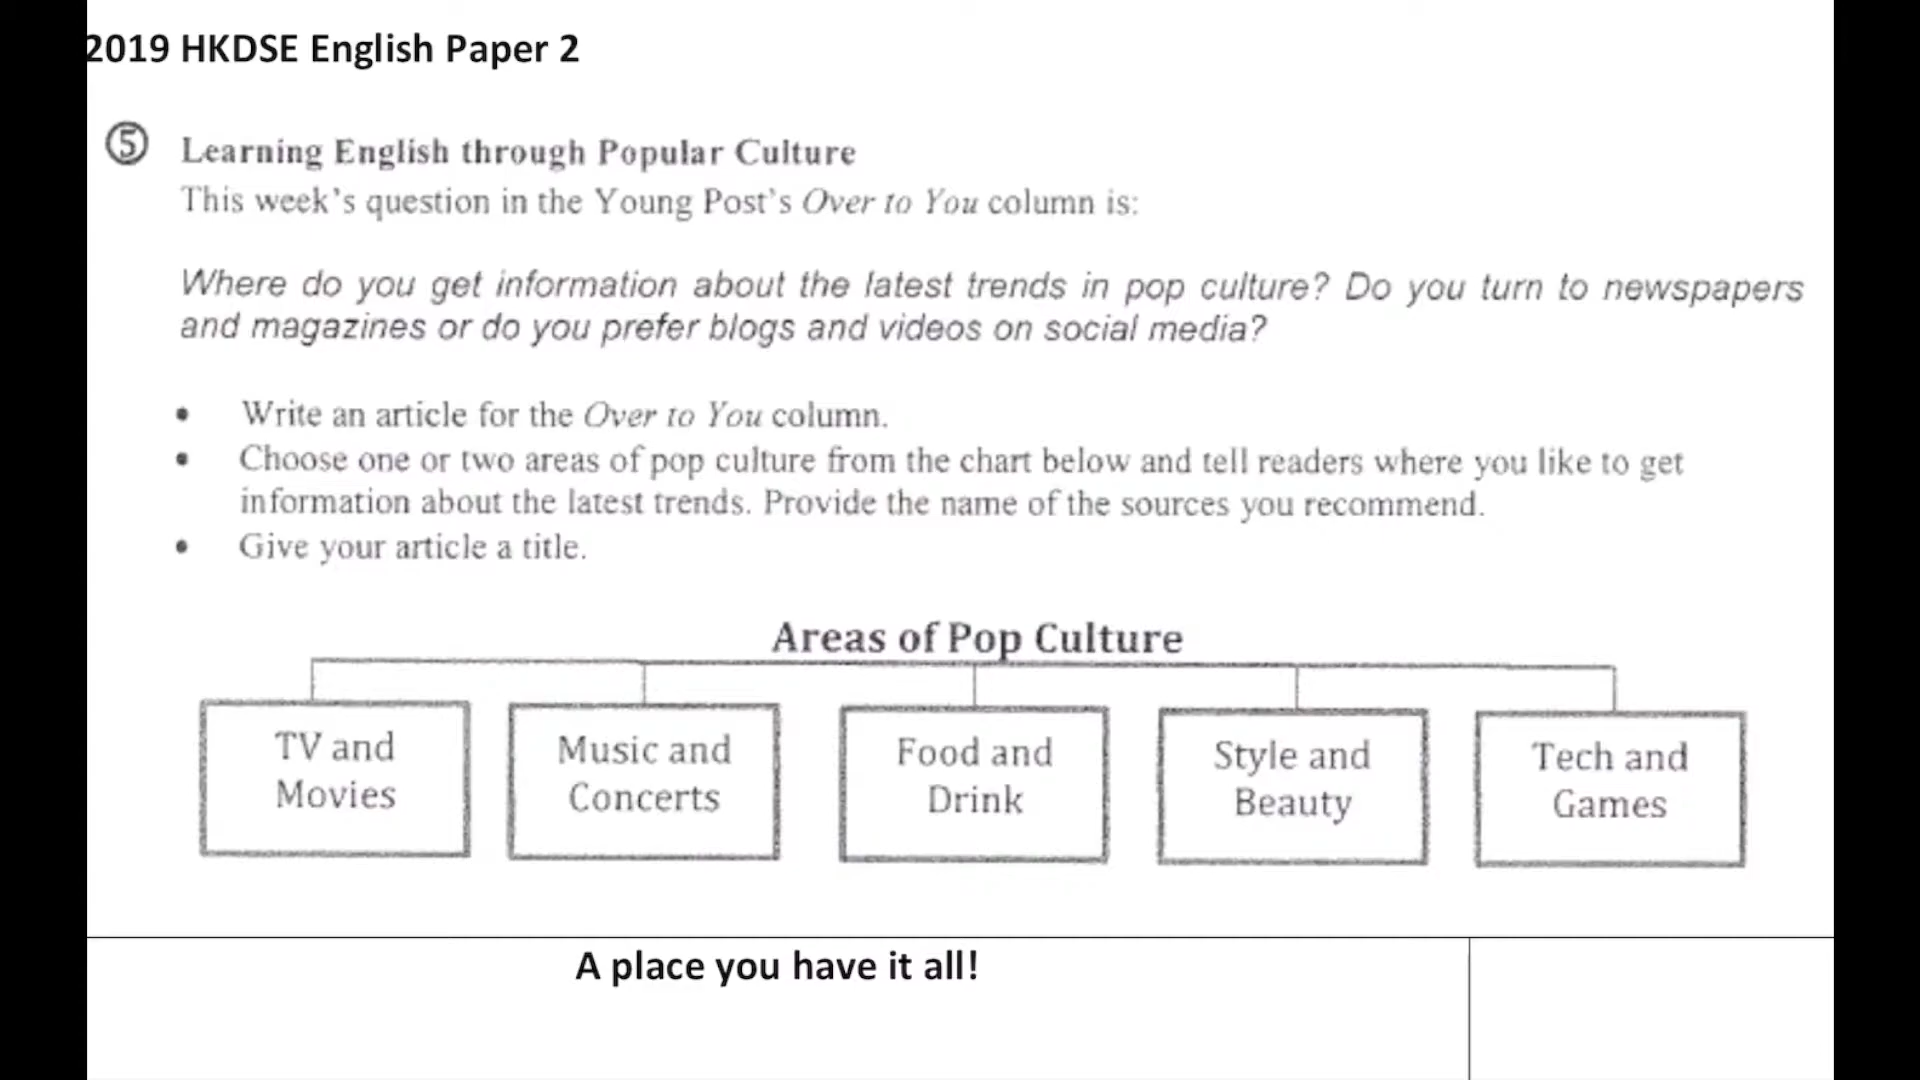 2019 HKDSE English Paper 2
⑤ Learning English through Popular Culture
This week's question in the Young Post's Over to You column is:
Where do you get information about the latest trends in pop culture? Do you turn to newspapers
and magazines or do you prefer blogs and videos on social media?
• Write an article for the Over to You column.
• Choose one or two areas of pop culture from the chart below and tell readers where you like to get
information about the latest trends. Provide the name of the sources you recommend.
• Give your article a title.
Areas of Pop Culture
TV and
Movies
Music and
Concerts
Food and
Drink
Style and
Beauty
Tech and
Games
A place you have it all!